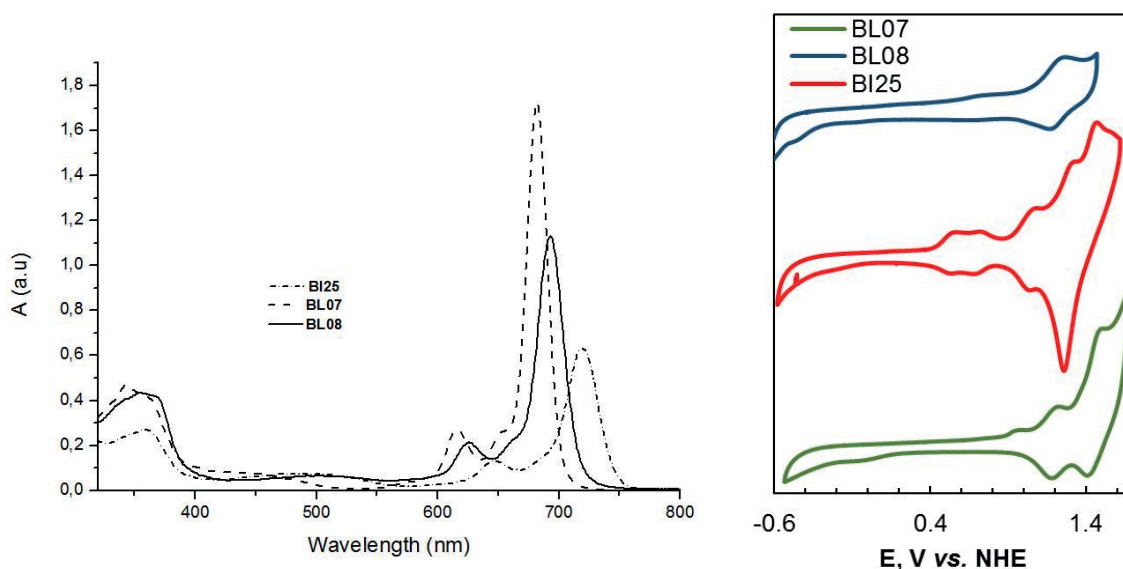 1,8
1,6
1,4
1,2
1,0
0,8
0,6
0,4
0,2
0,0
A (a.u)
BI25
BL07
BL08
400
500
600
700
800
Wavelength (nm)
BL07
BL08
BI25
-0.6
0.4
1.4
E, V vs. NHE